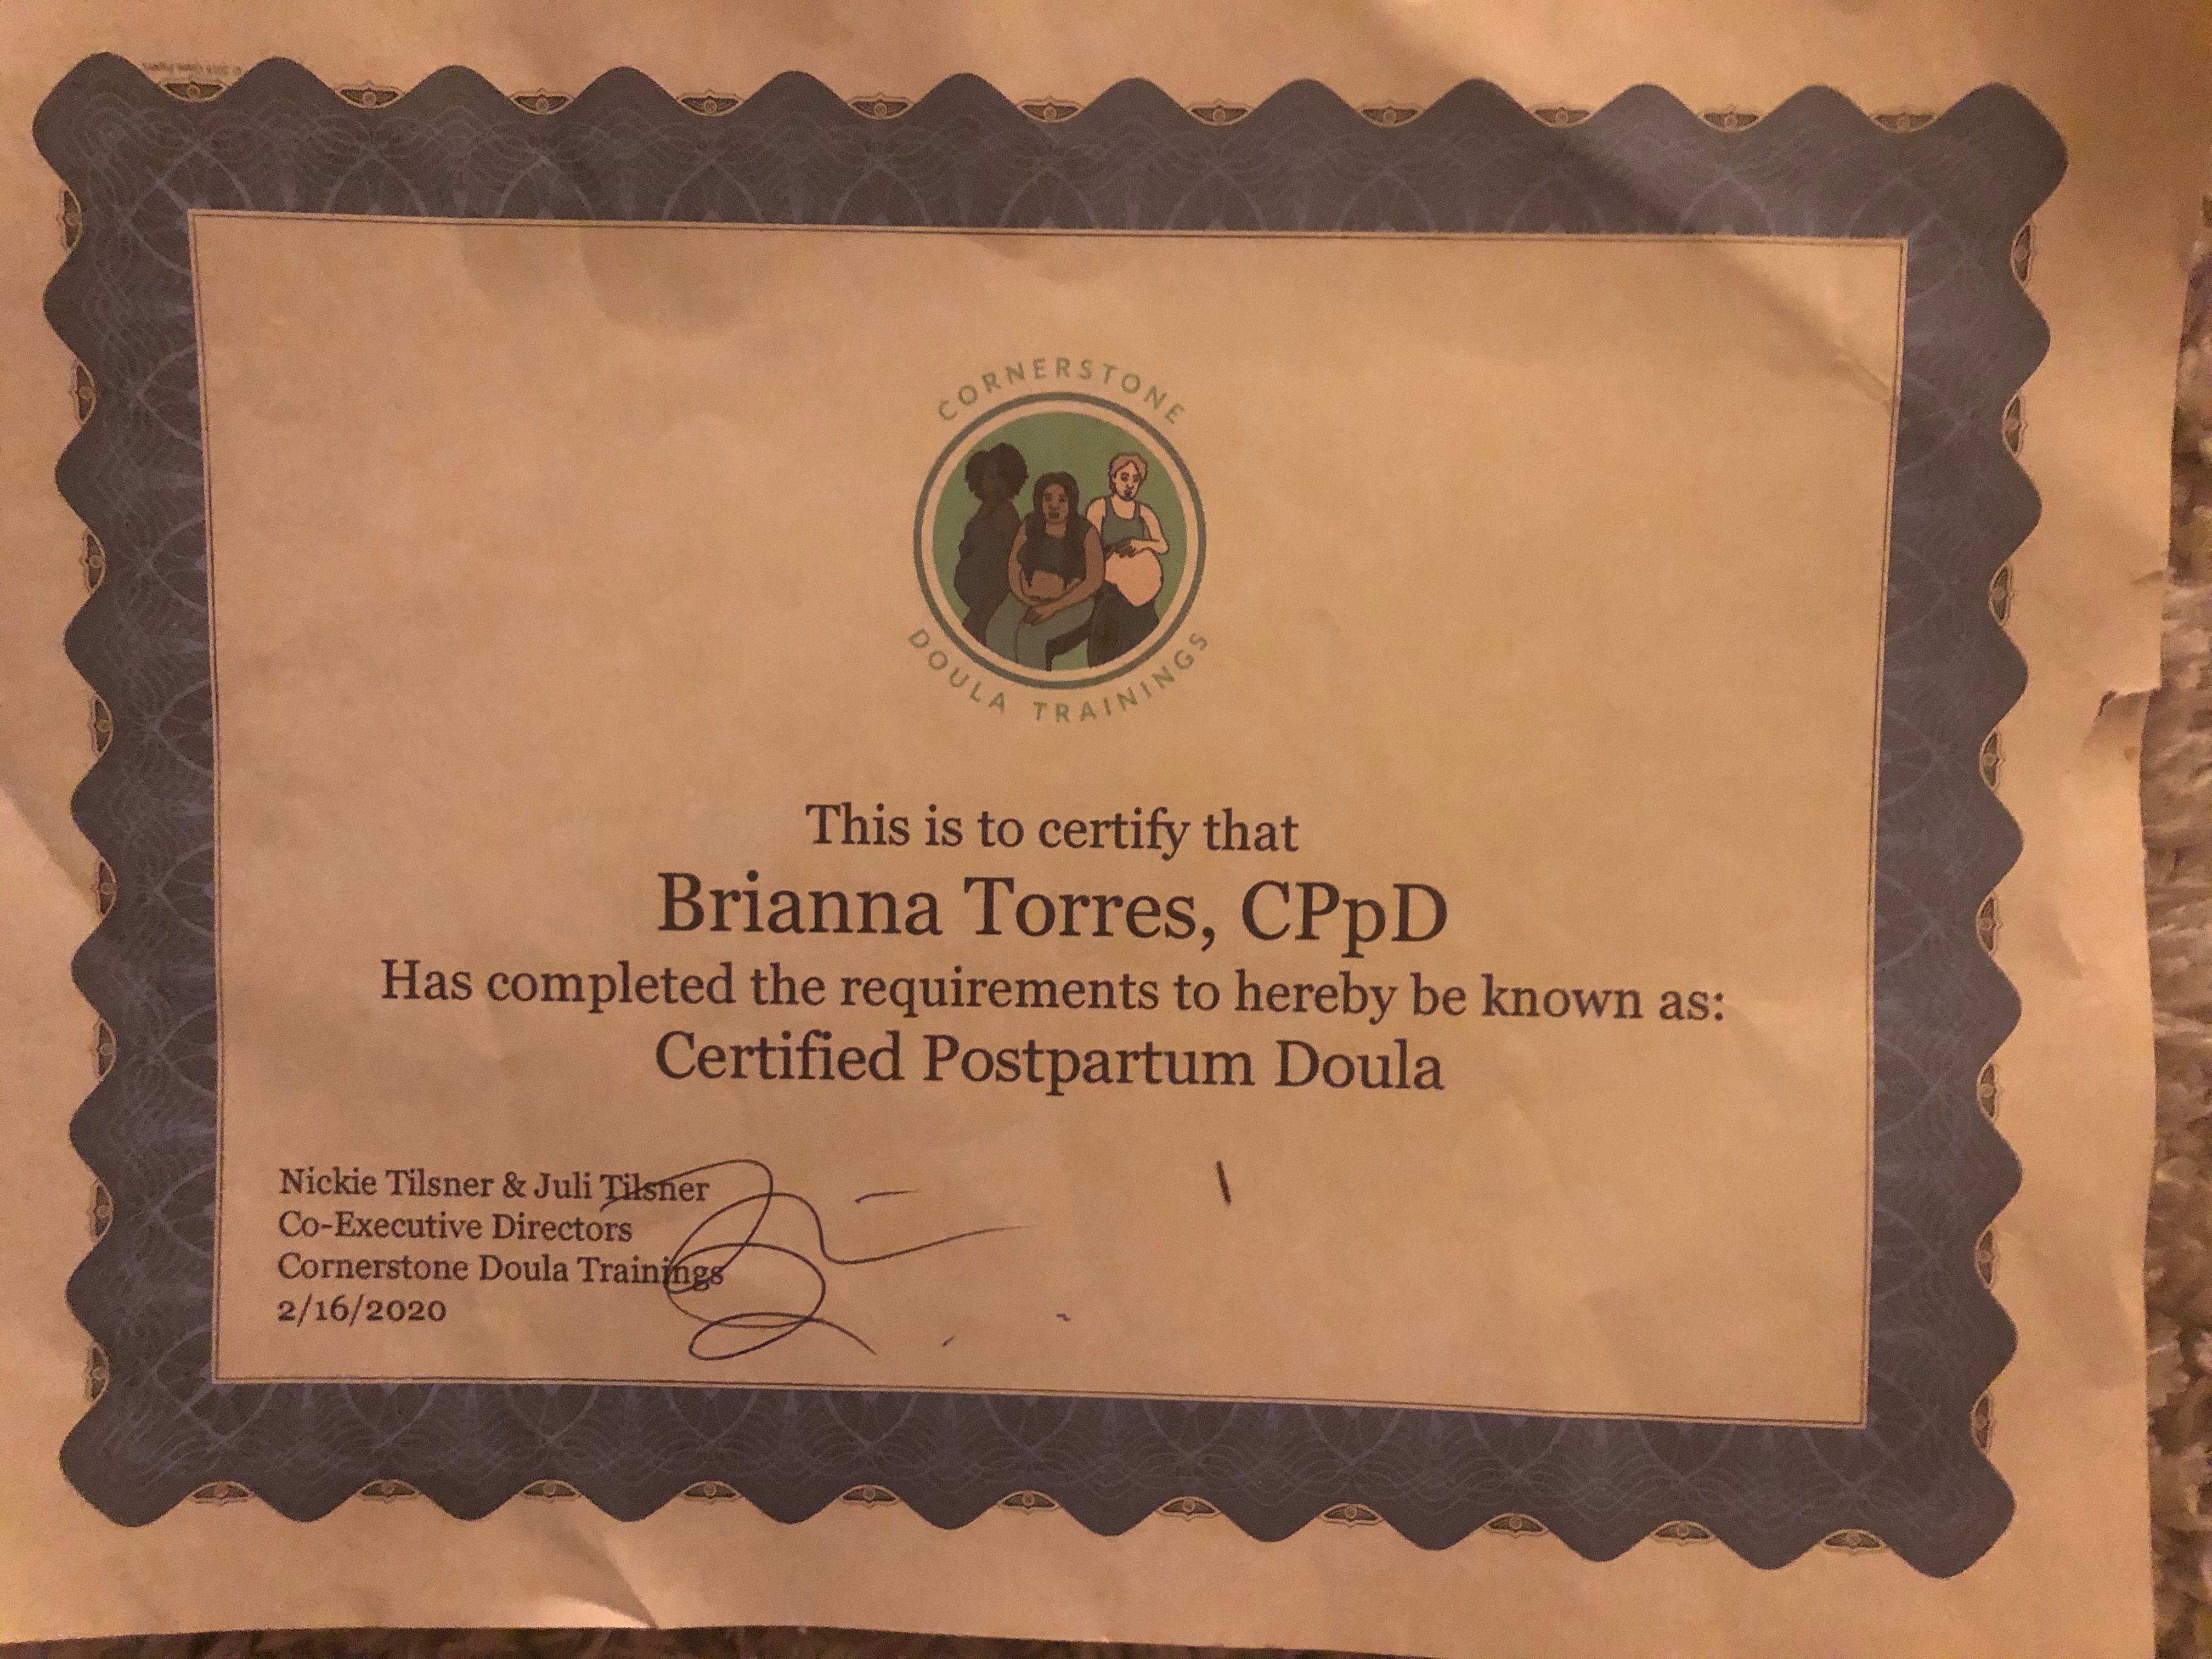 CORNERSTONE
DOULA TRAININGS
This is to certify that
Brianna Torres, CPpD
Has completed the requirements to hereby be known as:
Certified Postpartum Doula
Nickie Tilsner & Juli Tilsner
Co-Executive Directors
Cornerstone Doula Trainings
2/16/2020